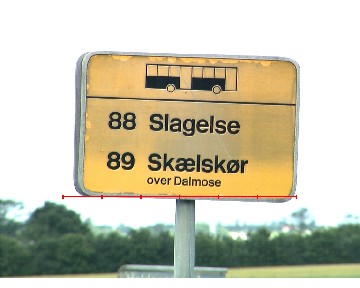 88 Slagelse
89 Skælskør
over Dalmose